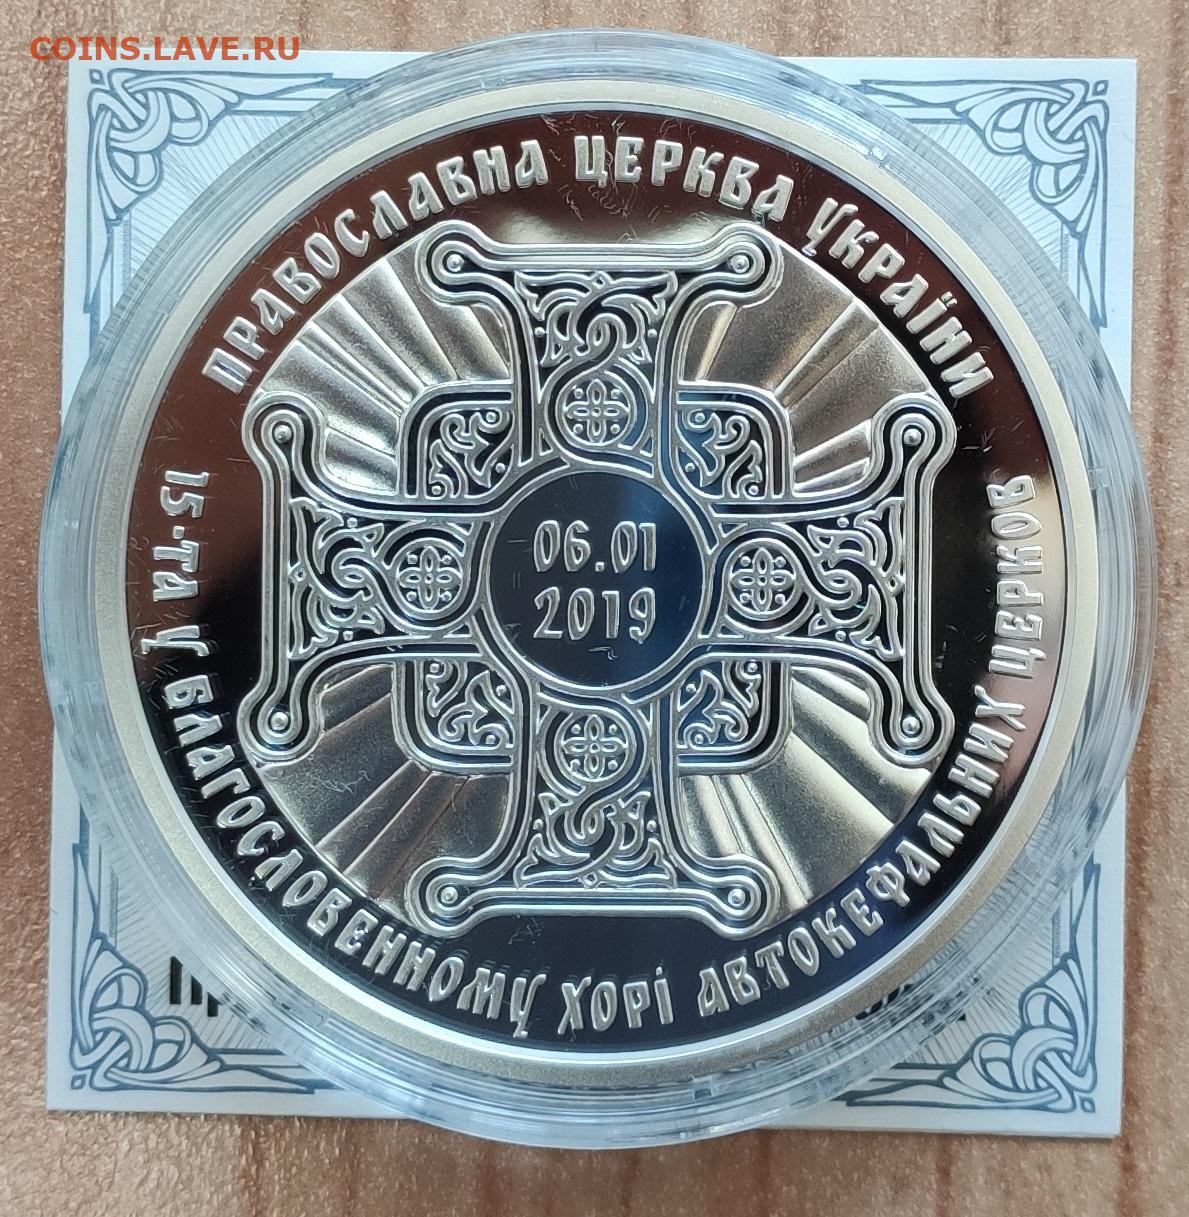 COINS.LAVE.RU
ПРАВОСЛАВНА ЦЕРКВА УКРАЇНИ
06.01
2019
15-ТА У БЛАГОСЛОВЕННОМУ ХОРІ АВТОКЕФАЛЬНИХ ЦЕРКОВ